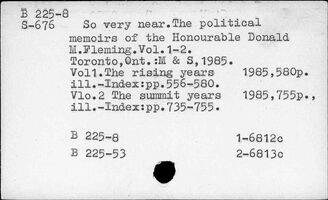 B 225-8
S-676 So very near.The political
memoirs of the Honourable Donald
M.Fleming.Vol.1-2.
Toronto,Ont.:M & S,1985.
Vol1.The rising years 1985,580p.
ill.-Index:pp.556-580.
Vlo.2 The summit years 1985,755p.,
ill.-Index:pp.735-755.
B 225-8 1-6812c
B 225-53 2-6813c